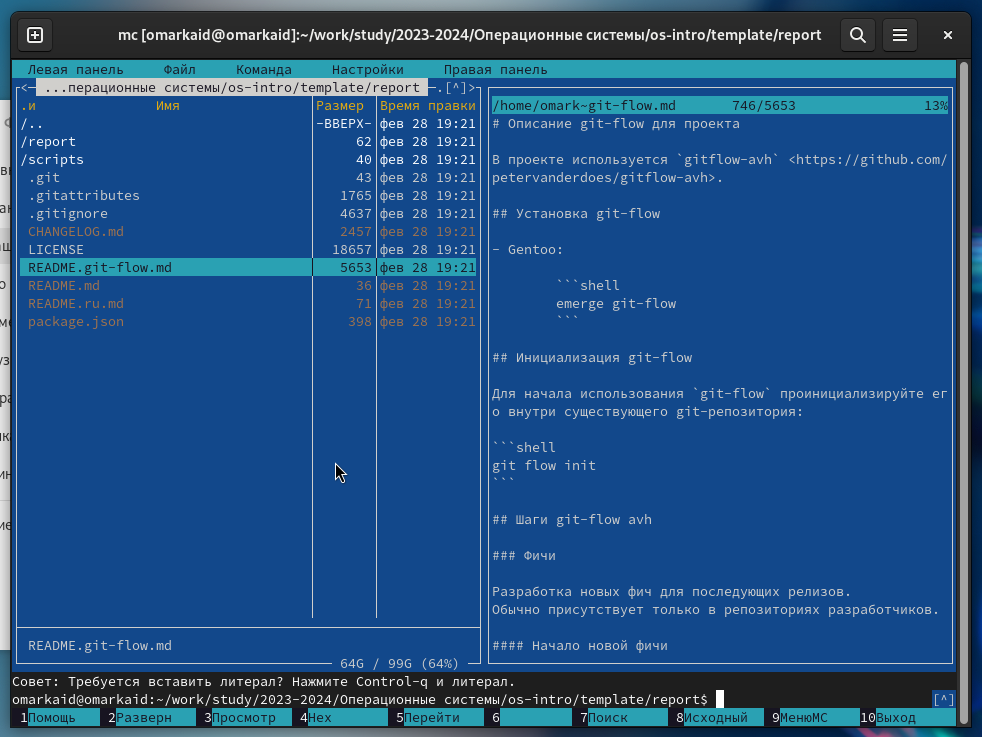 mc [omarkaid@omarkaid]:~/work/study/2023-2024/Операционные системы/os-intro/template/report
Левая панель Файл Команда Настройки Правая панель
<— ...перационные системы/os-intro/template/report —.[^]>
.и Имя Размер Время правки
/.. -ВВЕРХ- фев 28 19:21
/report 62 фев 28 19:21
/scripts 40 фев 28 19:21
.git 43 фев 28 19:21
.gitattributes 1765 фев 28 19:21
.gitignore 4637 фев 28 19:21
CHANGELOG.md 2457 фев 28 19:21
LICENSE 18657 фев 28 19:21
README.git-flow.md 5653 фев 28 19:21
README.md 36 фев 28 19:21
README.ru.md 71 фев 28 19:21
package.json 398 фев 28 19:21
README.git-flow.md
64G / 99G (64%)
/home/omark~git-flow.md 746/5653 13%
# Описание git-flow для проекта
В проекте используется `gitflow-avh` <https://github.com/
petervanderdoes/gitflow-avh>.
## Установка git-flow
- Gentoo:
```shell
emerge git-flow
```
## Инициализация git-flow
Для начала использования `git-flow` проинициализируйте ег
о внутри существующего git-репозитория:
```shell
git flow init
```
## Шаги git-flow avh
### Фичи
Разработка новых фич для последующих релизов.
Обычно присутствует только в репозиториях разработчиков.
#### Начало новой фичи
Совет: Требуется вставить литерал? Нажмите Control-q и литерал.
omarkaid@omarkaid:~/work/study/2023-2024/Операционные системы/os-intro/template/report$ [^]
1Помощь 2Разверн 3Просмотр 4Hex 5Перейти 6 7Поиск 8Исходный 9МенюMC 10Выход